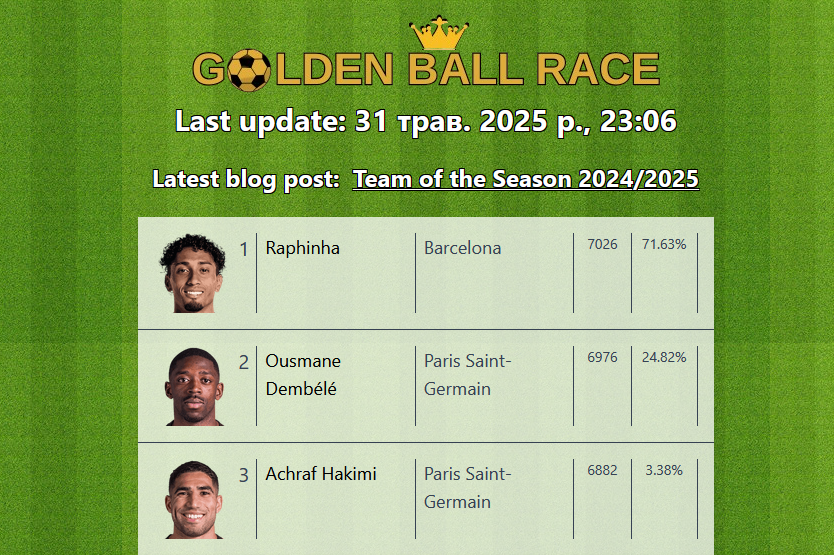 GOLDEN BALL RACE
Last update: 31 трав. 2025 р., 23:06
Latest blog post: Team of the Season 2024/2025
1 Raphinha Barcelona 7026 71.63%
2 Ousmane Dembélé Paris Saint-Germain 6976 24.82%
3 Achraf Hakimi Paris Saint-Germain 6882 3.38%